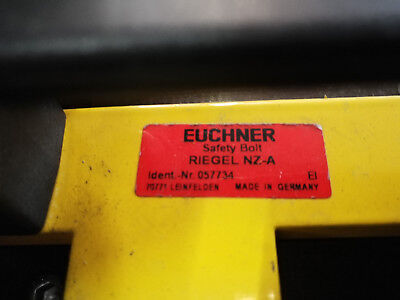 EUCHNER
Safety Bolt
RIEGEL NZ-A
Ident.-Nr. 057734 EI
70771 LEINFELDEN MADE IN GERMANY